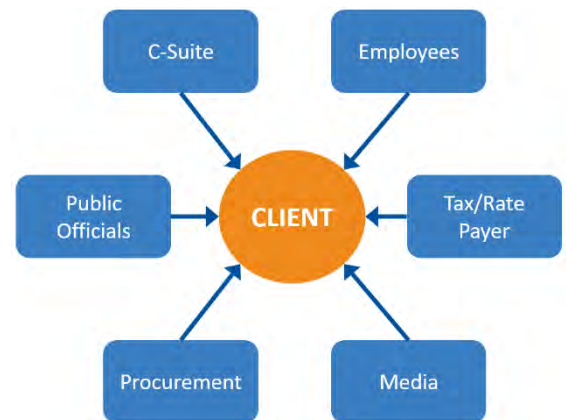 C-Suite
Employees
Public
Officials
CLIENT
Tax/Rate
Payer
Procurement
Media